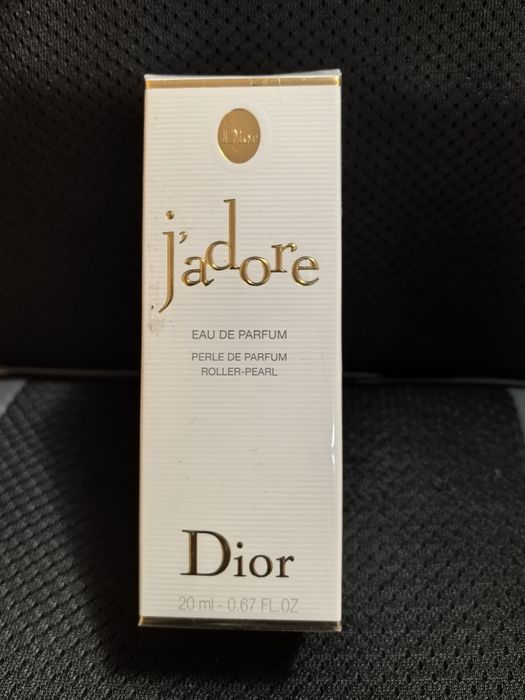 Dior
j'adore
EAU DE PARFUM
PERLE DE PARFUM
ROLLER-PEARL
Dior
20 ml - 0.67 FL.OZ